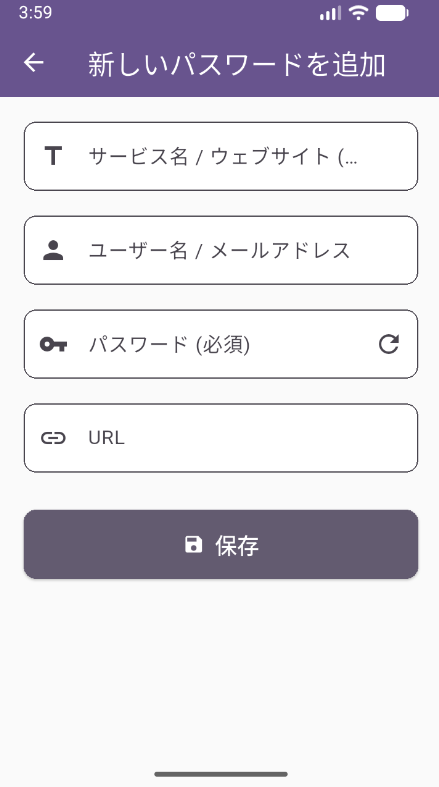 3:59
新しいパスワードを追加
サービス名 / ウェブサイト (...
ユーザー名 / メールアドレス
パスワード (必須)
URL
保存